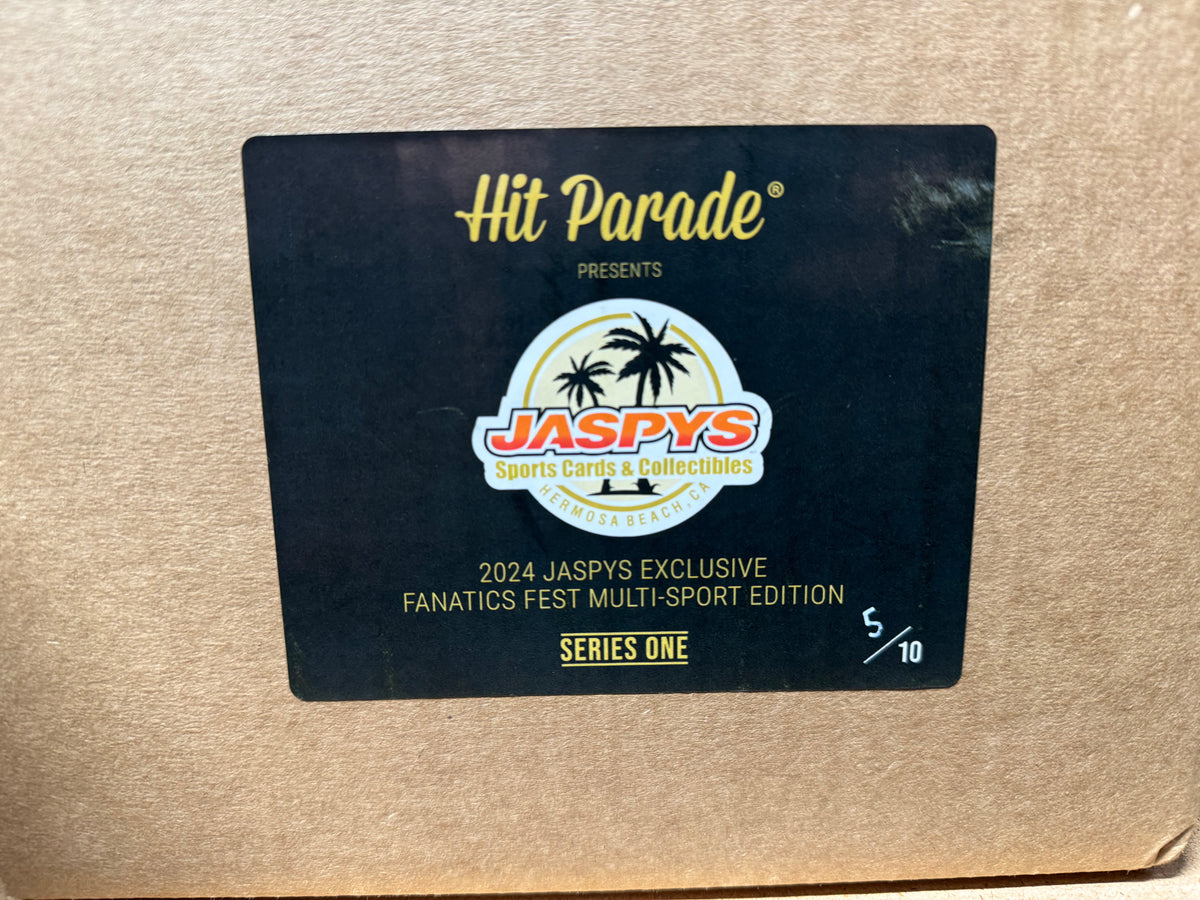 Hit Parade®
PRESENTS
JASPYS
Sports Cards & Collectibles
HERMOSA BEACH, CA
2024 JASPYS EXCLUSIVE
FANATICS FEST MULTI-SPORT EDITION
SERIES ONE
5/10